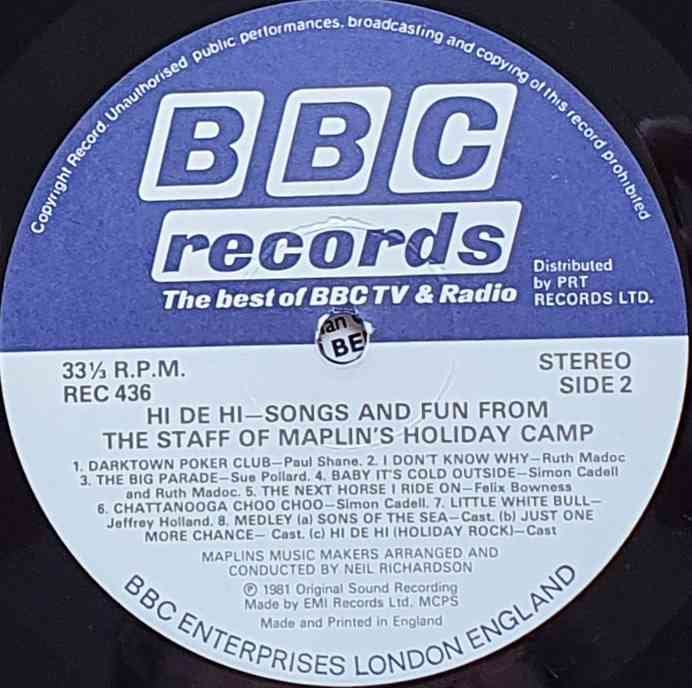 Copyright Record. Unauthorised public performances, broadcasting and copying of this record prohibited
BBC
records
The best of BBC TV & Radio
Distributed
by PRT
RECORDS LTD.
an
BE
33⅓ R.P.M.
REC 436
STEREO
SIDE 2
HI DE HI—SONGS AND FUN FROM
THE STAFF OF MAPLIN'S HOLIDAY CAMP
1. DARKTOWN POKER CLUB—Paul Shane. 2. I DON'T KNOW WHY—Ruth Madoc
3. THE BIG PARADE—Sue Pollard. 4. BABY IT'S COLD OUTSIDE—Simon Cadell
and Ruth Madoc. 5. THE NEXT HORSE I RIDE ON—Felix Bowness
6. CHATTANOOGA CHOO CHOO—Simon Cadell. 7. LITTLE WHITE BULL—
Jeffrey Holland. 8. MEDLEY (a) SONS OF THE SEA—Cast. (b) JUST ONE
MORE CHANCE— Cast. (c) HI DE HI (HOLIDAY ROCK)—Cast
MAPLINS MUSIC MAKERS ARRANGED AND
CONDUCTED BY NEIL RICHARDSON
℗ 1981 Original Sound Recording
Made by EMI Records Ltd. MCPS
Made and Printed in England
BBC ENTERPRISES LONDON ENGLAND